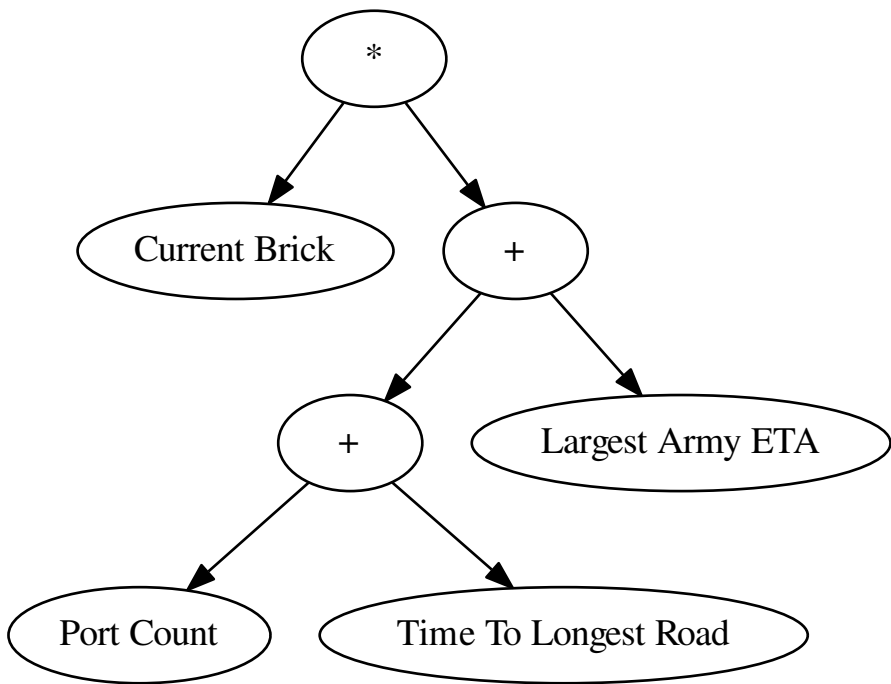 *
Current Brick
+
+
Largest Army ETA
Port Count
Time To Longest Road